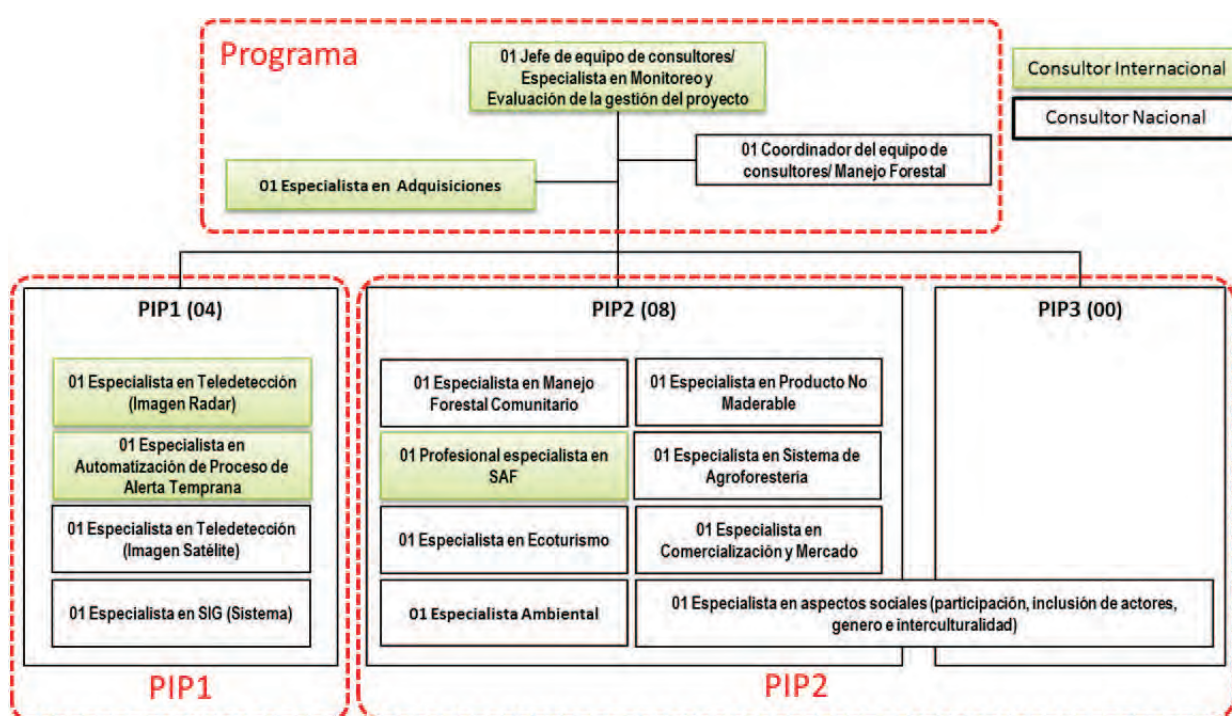 Programa
01 Jefe de equipo de consultores/
Especialista en Monitoreo y
Evaluación de la gestión del proyecto
Consultor Internacional
Consultor Nacional
01 Coordinador del equipo de
consultores/ Manejo Forestal
01 Especialista en Adquisiciones
PIP1 (04)
01 Especialista en Teledetección
(Imagen Radar)
01 Especialista en
Automatización de Proceso de
Alerta Temprana
01 Especialista en Teledetección
(Imagen Satélite)
01 Especialista en SIG (Sistema)
PIP1
PIP2 (08)
01 Especialista en Manejo
Forestal Comunitario
01 Especialista en Producto No
Maderable
01 Profesional especialista en
SAF
01 Especialista en Sistema de
Agroforesteria
01 Especialista en Ecoturismo
01 Especialista en
Comercialización y Mercado
01 Especialista Ambiental
01 Especialista en aspectos sociales (participación, inclusión de actores,
genero e interculturalidad)
PIP3 (00)
PIP2